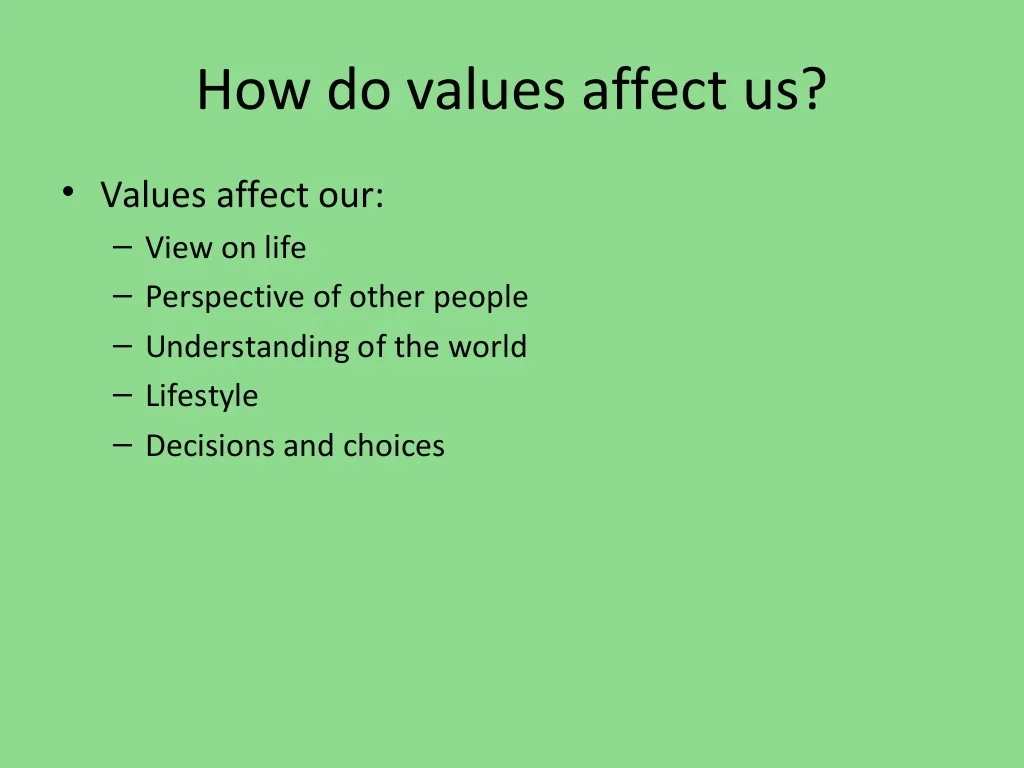 How do values affect us?
• Values affect our:
– View on life
– Perspective of other people
– Understanding of the world
– Lifestyle
– Decisions and choices